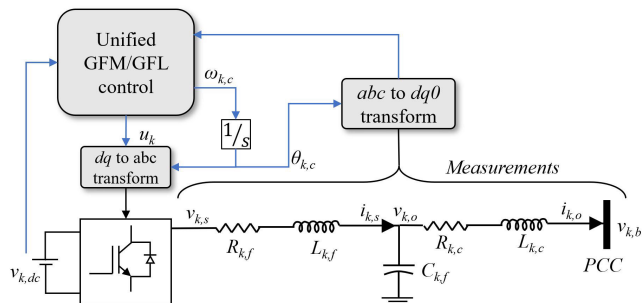 Unified
GFM/GFL
control
ω_{k,c}
1/s
u_k
θ_{k,c}
abc to dq0
transform
dq to abc
transform
Measurements
v_{k,s}
i_{k,s}
v_{k,o}
i_{k,o}
R_{k,f}
L_{k,f}
R_{k,c}
L_{k,c}
v_{k,b}
v_{k,dc}
C_{k,f}
PCC